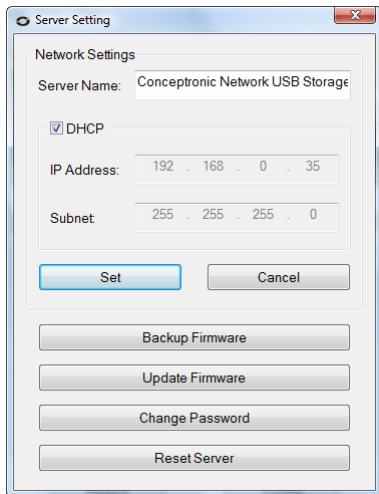 Server Setting
Network Settings
Server Name: Conceptronic Network USB Storage
DHCP
IP Address: 192 . 168 . 0 . 35
Subnet: 255 . 255 . 255 . 0
Set Cancel
Backup Firmware
Update Firmware
Change Password
Reset Server